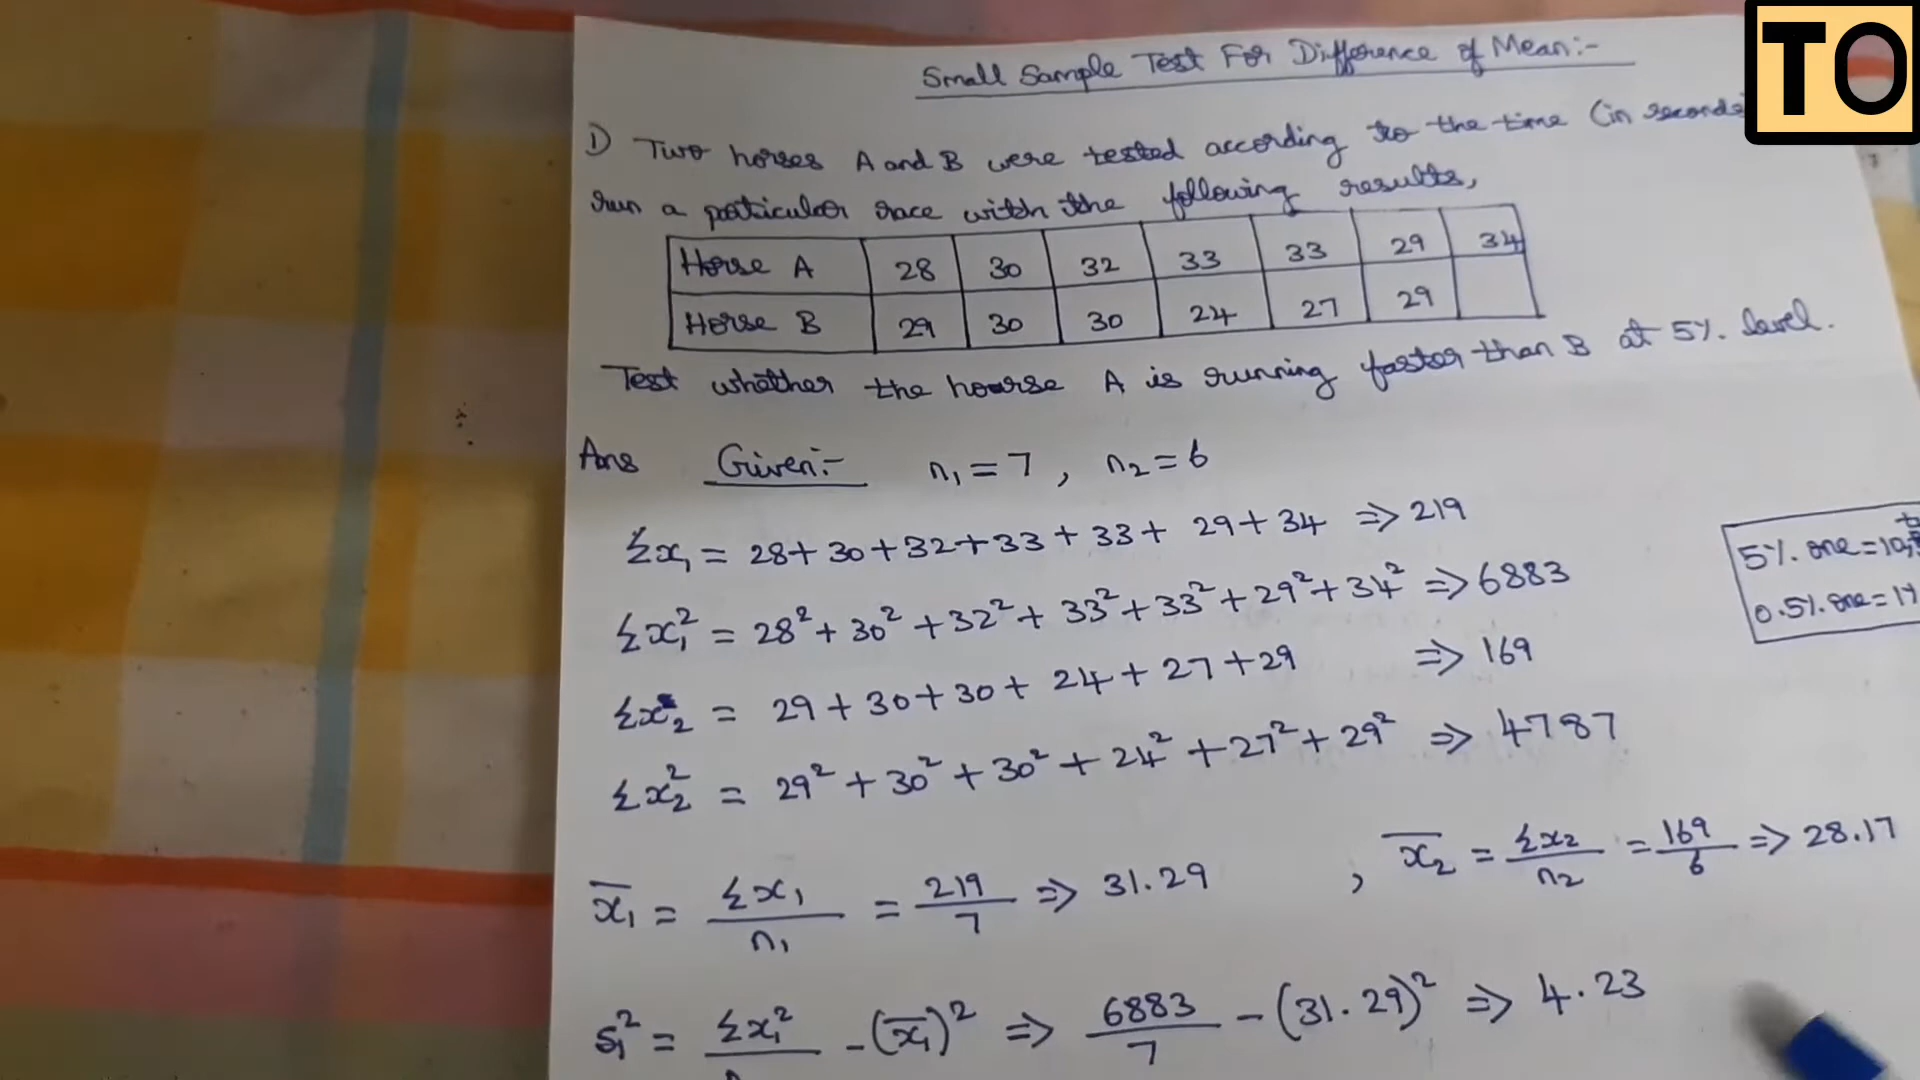 TO
Small Sample Test For Difference of Mean:-
1) Two horses A and B were tested according to the time (in seconds
run a particular race with the following results,
Horse A 28 30 32 33 33 29 34
Horse B 29 30 30 24 27 29
Test whether the hoarse A is running faster than B at 5%. level.
Ans Given:- n₁ = 7 , n₂ = 6
Σx₁ = 28+ 30+32+33+33+ 29+34 => 219
Σx₁² = 28²+ 30² +32²+ 33²+33²+29²+34² => 6883
Σx₂ = 29+30+30+ 24+27+29 => 169
Σx₂² = 29²+30²+30²+24²+27²+29² => 4787
5%. one = 10%
0.5%. one = 1%
x̄₁ = Σx₁/n₁ = 219/7 => 31.29 , x̄₂ = Σx₂/n₂ = 169/6 => 28.17
s₁² = Σx₁² - (x̄₁)² => 6883/7 - (31.29)² => 4.23